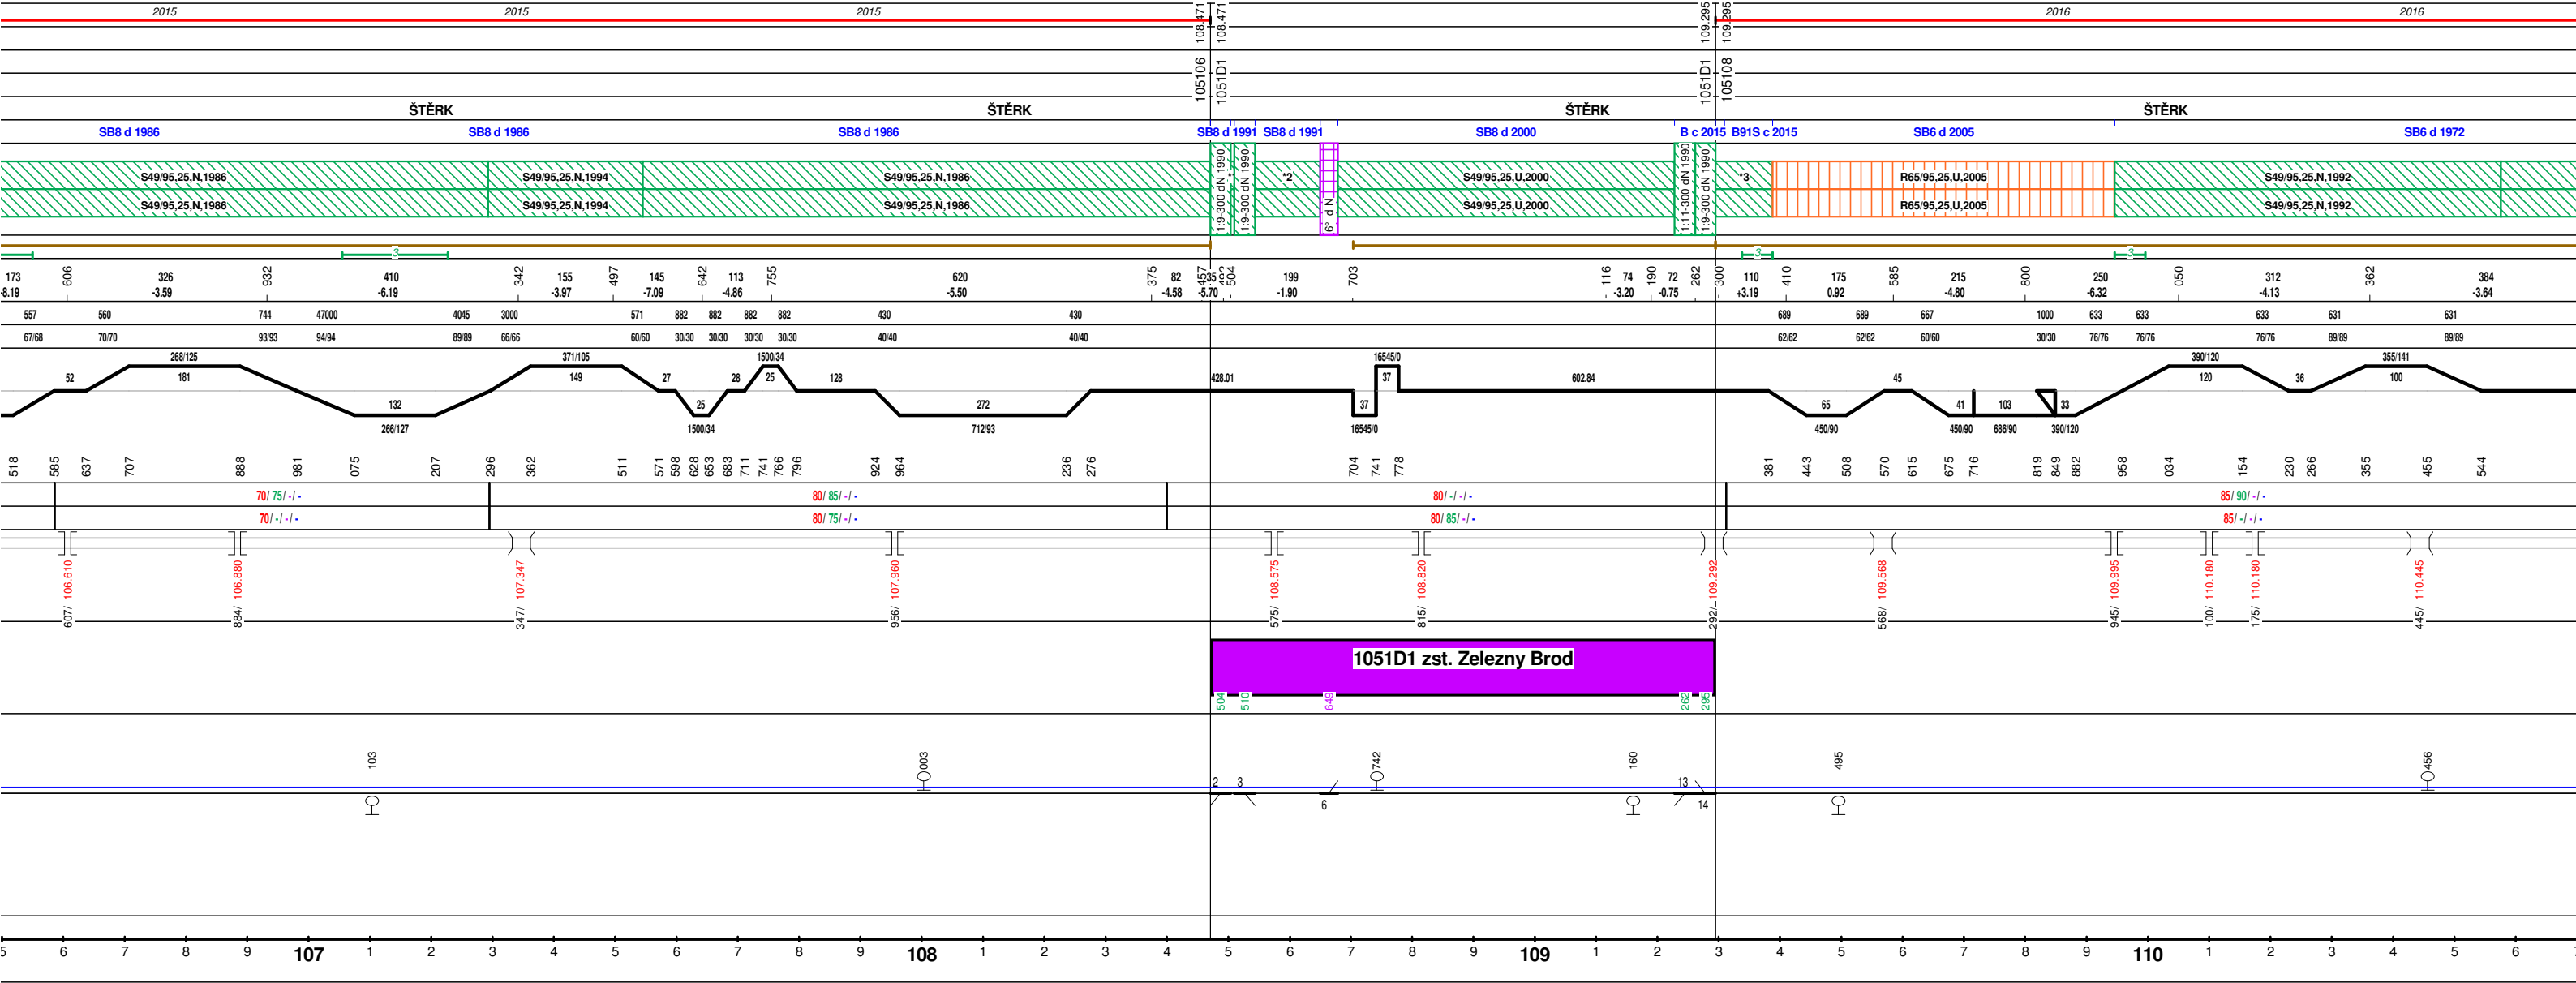 2015 2015 2015 2016 2016
108.471 108.471 109.295 109.295
105106 1051D1 1051D1 105108
ŠTĚRK ŠTĚRK ŠTĚRK ŠTĚRK
SB8 d 1986 SB8 d 1986 SB8 d 1986 SB8 d 1991 SB8 d 1991 SB8 d 2000 B c 2015 B91S c 2015 SB6 d 2005 SB6 d 1972
1:9-300 dN 1990 1:9-300 dN 1990 6° d N 1:11-300 dN 1990 1:9-300 dN 1990
S49/95,25,N,1986 S49/95,25,N,1994 S49/95,25,N,1986 *2 S49/95,25,U,2000 *3 R65/95,25,U,2005 S49/95,25,N,1992
S49/95,25,N,1986 S49/95,25,N,1994 S49/95,25,N,1986 S49/95,25,U,2000 R65/95,25,U,2005 S49/95,25,N,1992
3 3 3
173 606 326 932 410 342 155 497 145 642 113 755 620 375 82 457 35 504 199 703 116 74 190 72 262 300 110 410 175 585 215 800 250 050 312 362 384
-8.19 -3.59 -6.19 -3.97 -7.09 -4.86 -5.50 -4.58 -5.70 -1.90 -3.20 -0.75 +3.19 0.92 -4.80 -6.32 -4.13 -3.64
557 560 744 47000 4045 3000 571 882 882 882 882 430 430 689 689 667 1000 633 633 633 631 631
67/68 70/70 93/93 94/94 89/89 66/66 60/60 30/30 30/30 30/30 30/30 40/40 40/40 62/62 62/62 60/60 30/30 76/76 76/76 76/76 89/89 89/89
268/125 371/105 1500/34 16545/0 390/120 355/141
52 181 149 27 28 25 128 428.01 37 602.84 45 120 36 100
132 25 272 37 65 41 103 33
266/127 1500/34 712/93 16545/0 450/90 450/90 686/90 390/120
518 585 637 707 888 981 075 207 296 362 511 571 598 628 653 683 711 741 766 796 924 964 236 276 704 741 778 381 443 508 570 615 675 716 819 849 882 958 034 154 230 266 355 455 544
70/ 75/ -/ - 80/ 85/ -/ - 80/ -/ -/ - 85/ 90/ -/ -
70/ -/ -/ - 80/ 75/ -/ - 80/ 85/ -/ - 85/ -/ -/ -
607/ 106.610 884/ 106.880 347/ 107.347 956/ 107.960 575/ 108.575 815/ 108.820 292/ 109.292 568/ 109.568 945/ 109.995 100/ 110.180 175/ 110.180 445/ 110.445
1051D1 zst. Zelezny Brod
504 510 649 262 295
103 003 742 160 495 456
2 3 13
6 14
5 6 7 8 9 107 1 2 3 4 5 6 7 8 9 108 1 2 3 4 5 6 7 8 9 109 1 2 3 4 5 6 7 8 9 110 1 2 3 4 5 6